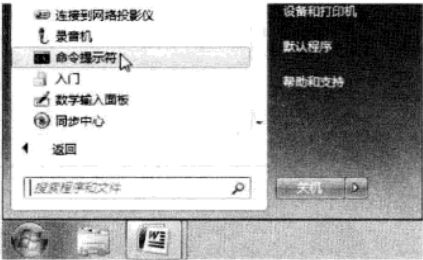 连接到网络投影仪
录音机
命令提示符
入门
数学输入面板
同步中心
返回
搜索程序和文件
设备和打印机
默认程序
帮助和支持
关机